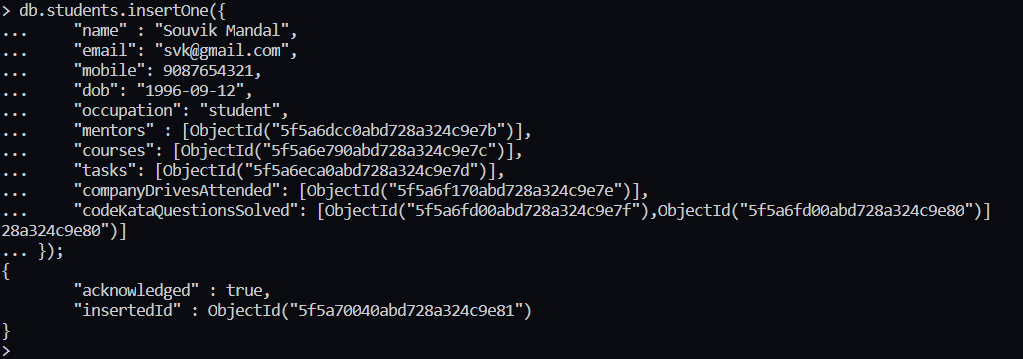 > db.students.insertOne({
...     "name" : "Souvik Mandal",
...     "email": "svk@gmail.com",
...     "mobile": 9087654321,
...     "dob": "1996-09-12",
...     "occupation": "student",
...     "mentors" : [ObjectId("5f5a6dcc0abd728a324c9e7b")],
...     "courses": [ObjectId("5f5a6e790abd728a324c9e7c")],
...     "tasks": [ObjectId("5f5a6eca0abd728a324c9e7d")],
...     "companyDrivesAttended": [ObjectId("5f5a6f170abd728a324c9e7e")],
...     "codeKataQuestionsSolved": [ObjectId("5f5a6fd00abd728a324c9e7f"),ObjectId("5f5a6fd00abd728a324c9e80")]
28a324c9e80")]
... });
{
        "acknowledged" : true,
        "insertedId" : ObjectId("5f5a70040abd728a324c9e81")
}
>